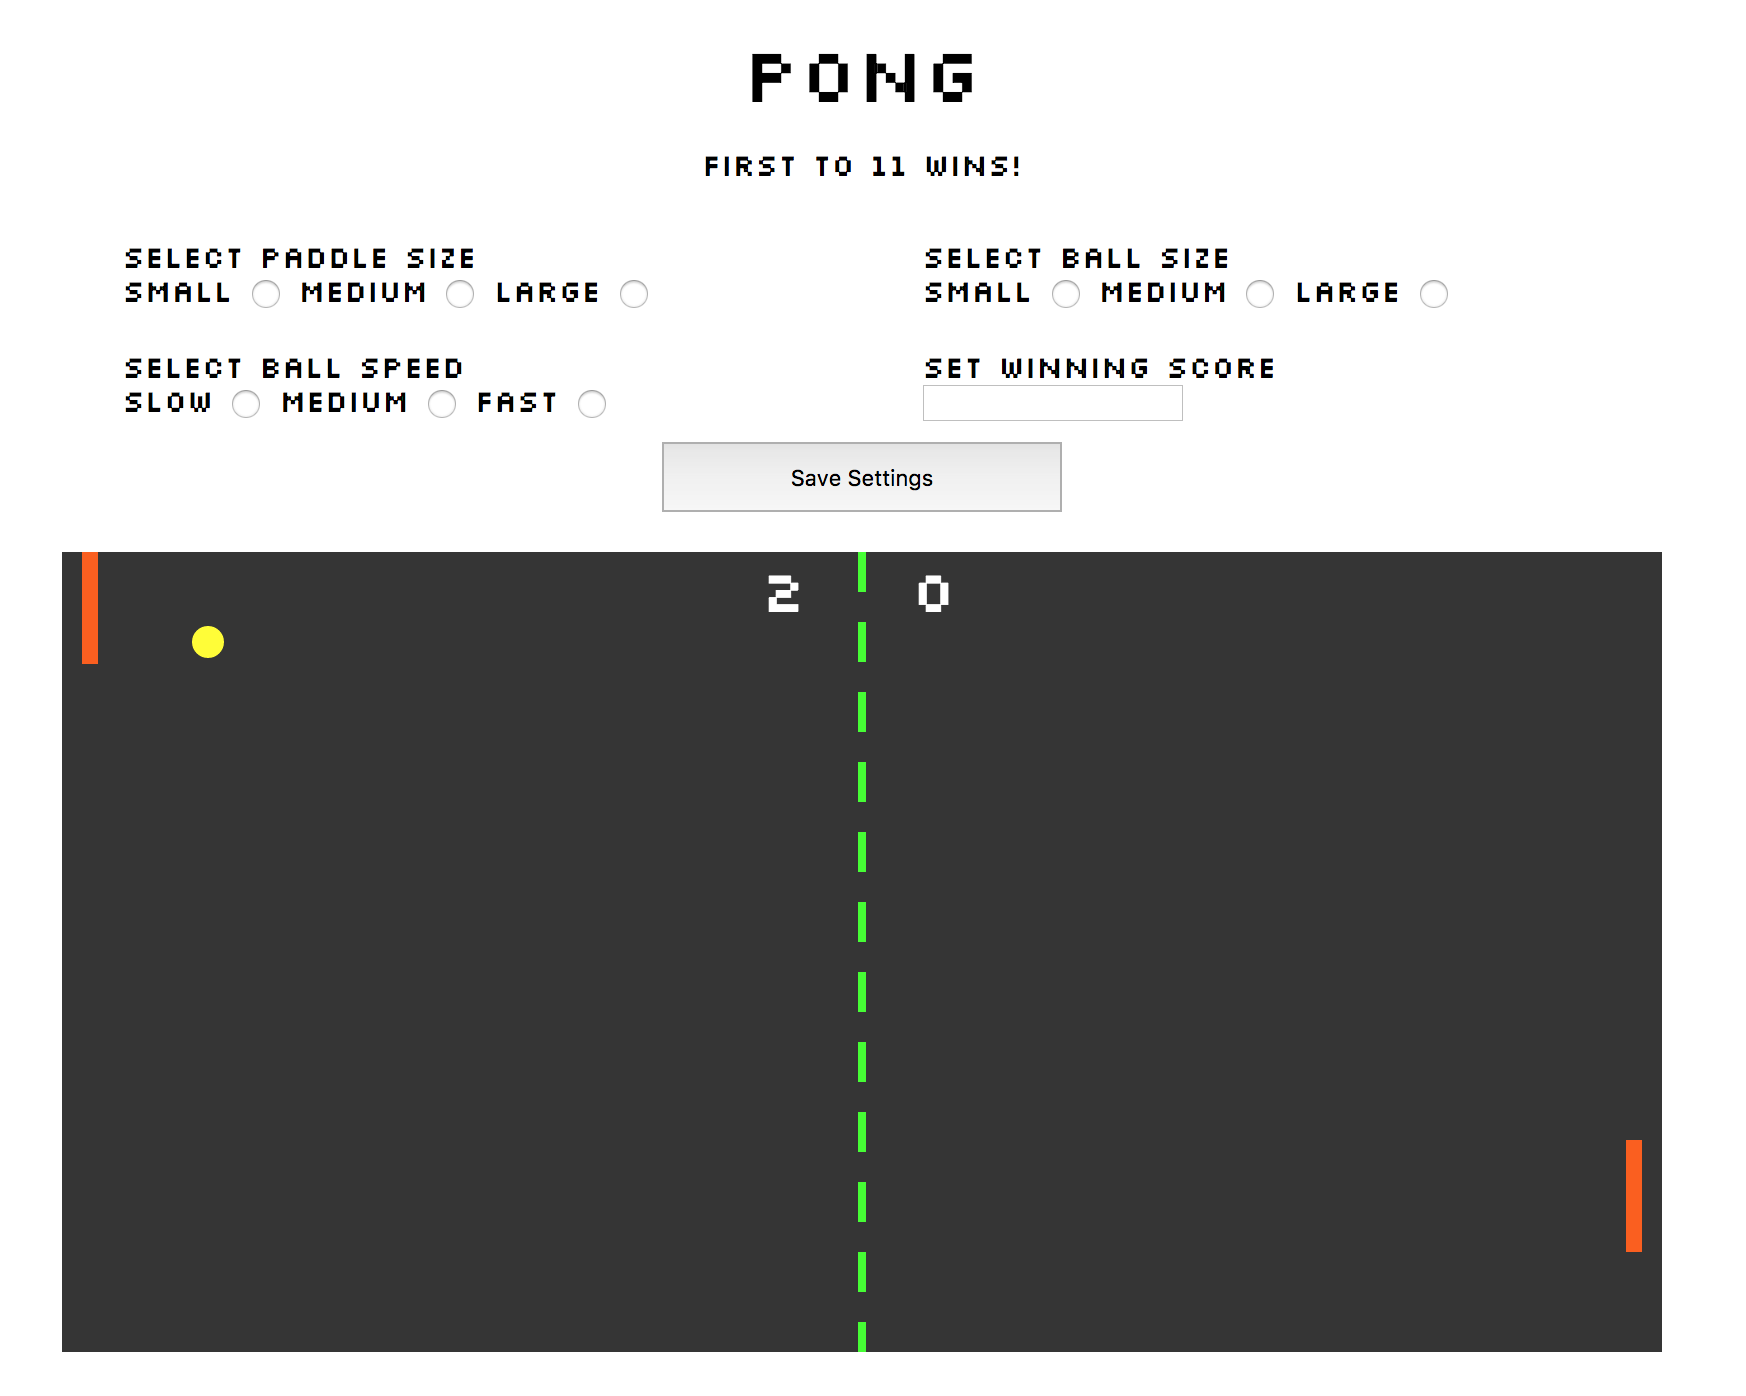 PONG
FIRST TO 11 WINS!
SELECT PADDLE SIZE
SMALL MEDIUM LARGE
SELECT BALL SIZE
SMALL MEDIUM LARGE
SELECT BALL SPEED
SLOW MEDIUM FAST
SET WINNING SCORE
Save Settings
2 0